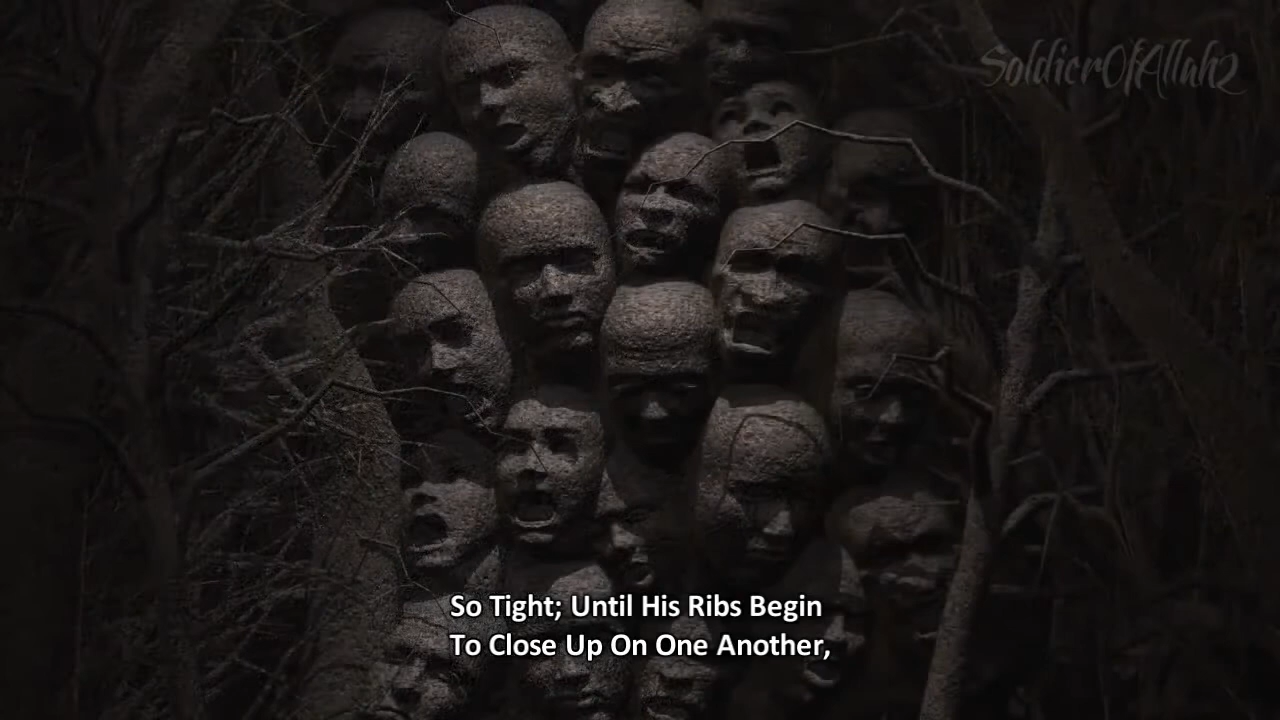 SoldierOfAllah2
So Tight; Until His Ribs Begin
To Close Up On One Another,